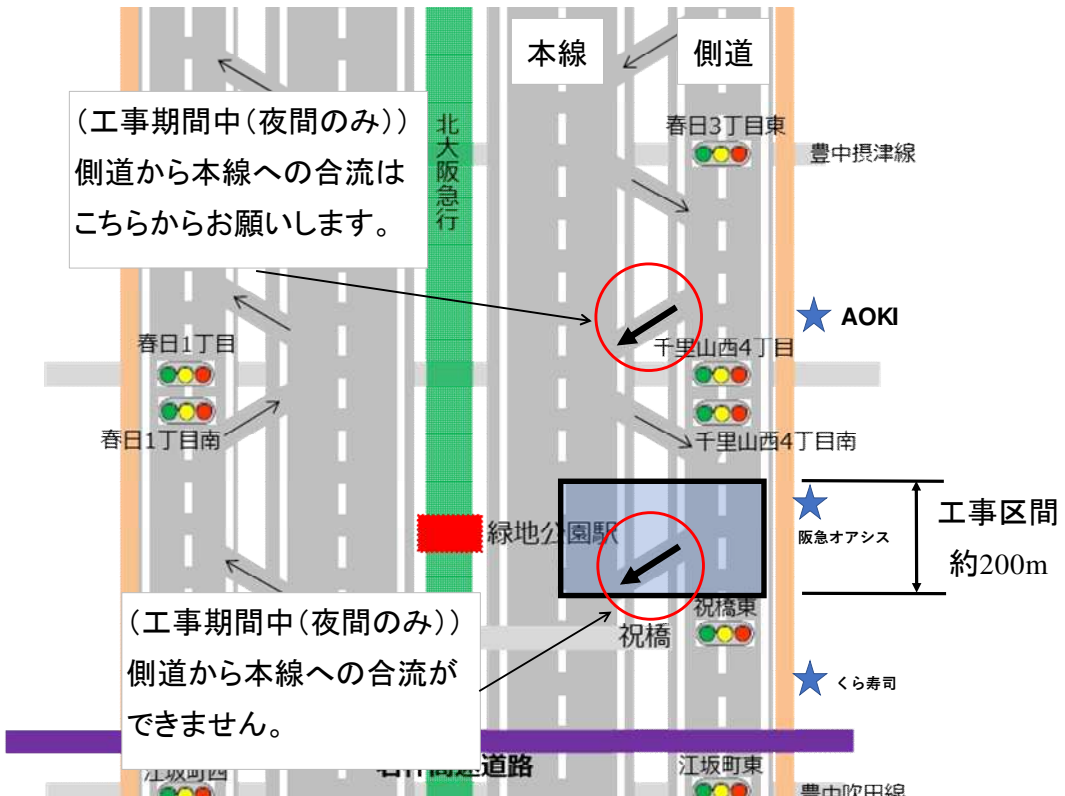 本線
側道
(工事期間中(夜間のみ))
側道から本線への合流は
こちらからお願いします。
北大阪急行
春日3丁目東
豊中摂津線
AOKI
春日1丁目
千里山西4丁目
春日1丁目南
千里山西4丁目南
工事区間
約200m
阪急オアシス
緑地公園駅
祝橋東
祝橋
(工事期間中(夜間のみ))
側道から本線への合流が
できません。
くら寿司
道路
江坂町西
江坂町東
豊中吹田線